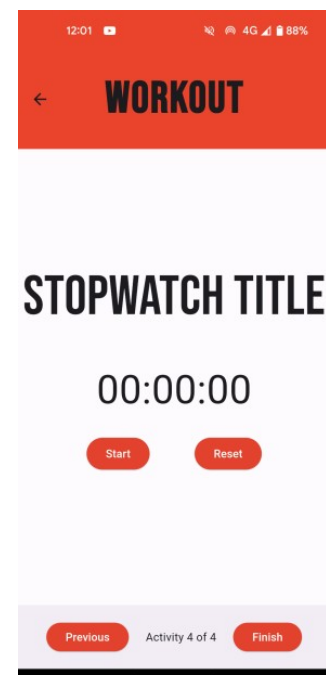 12:01 4G 88%
WORKOUT
STOPWATCH TITLE
00:00:00
Start Reset
Previous Activity 4 of 4 Finish